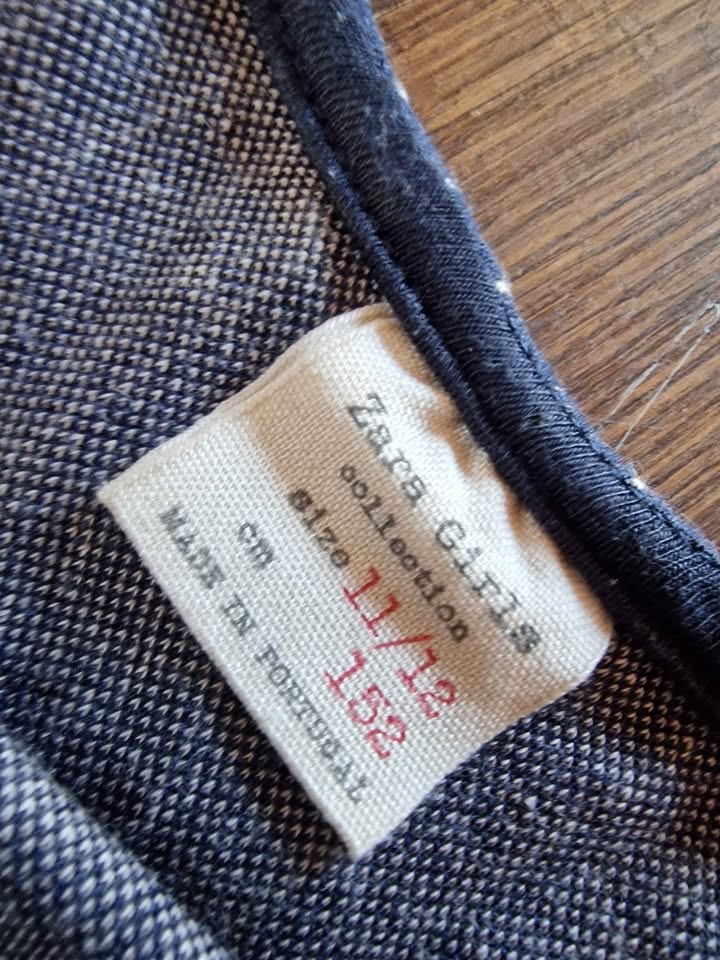 Zara Girls
collection
size 11/12
cm 152
MADE IN PORTUGAL